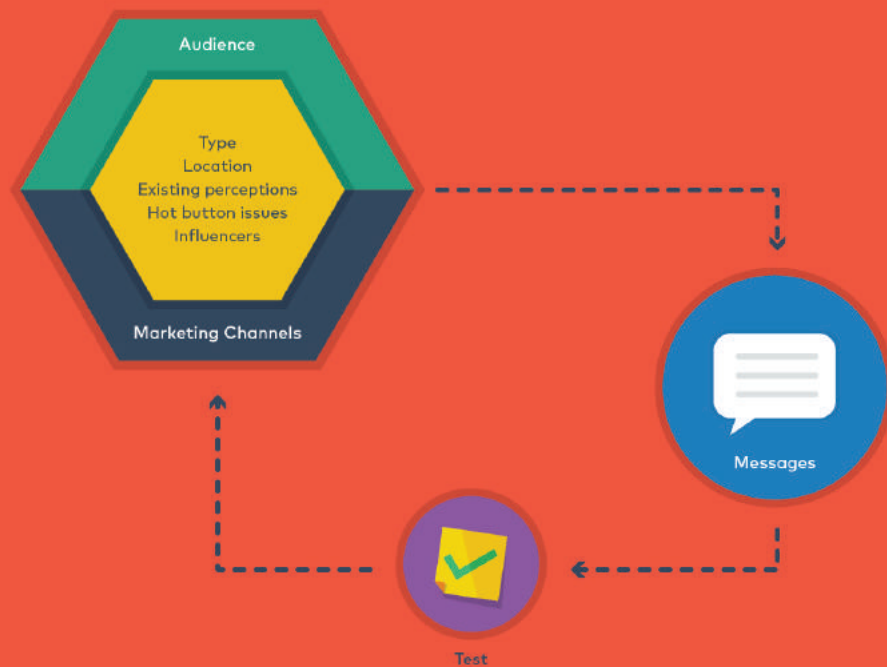 Audience
Type
Location
Existing perceptions
Hot button issues
Influencers
Marketing Channels
Messages
Test